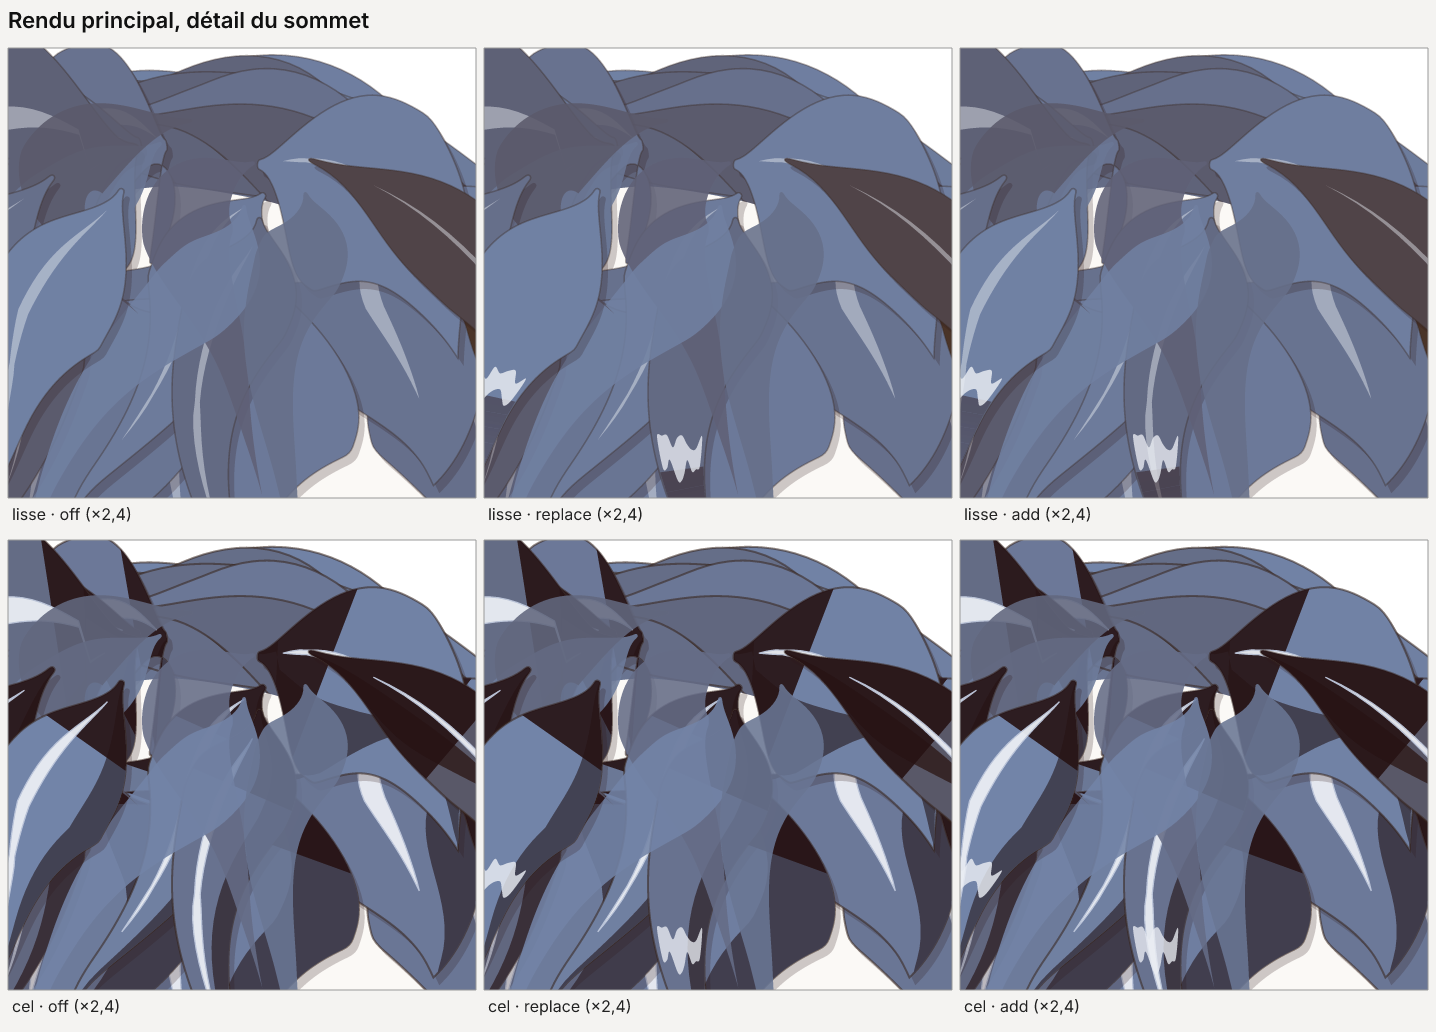 Rendu principal, détail du sommet
lisse · off (×2,4)
lisse · replace (×2,4)
lisse · add (×2,4)
cel · off (×2,4)
cel · replace (×2,4)
cel · add (×2,4)